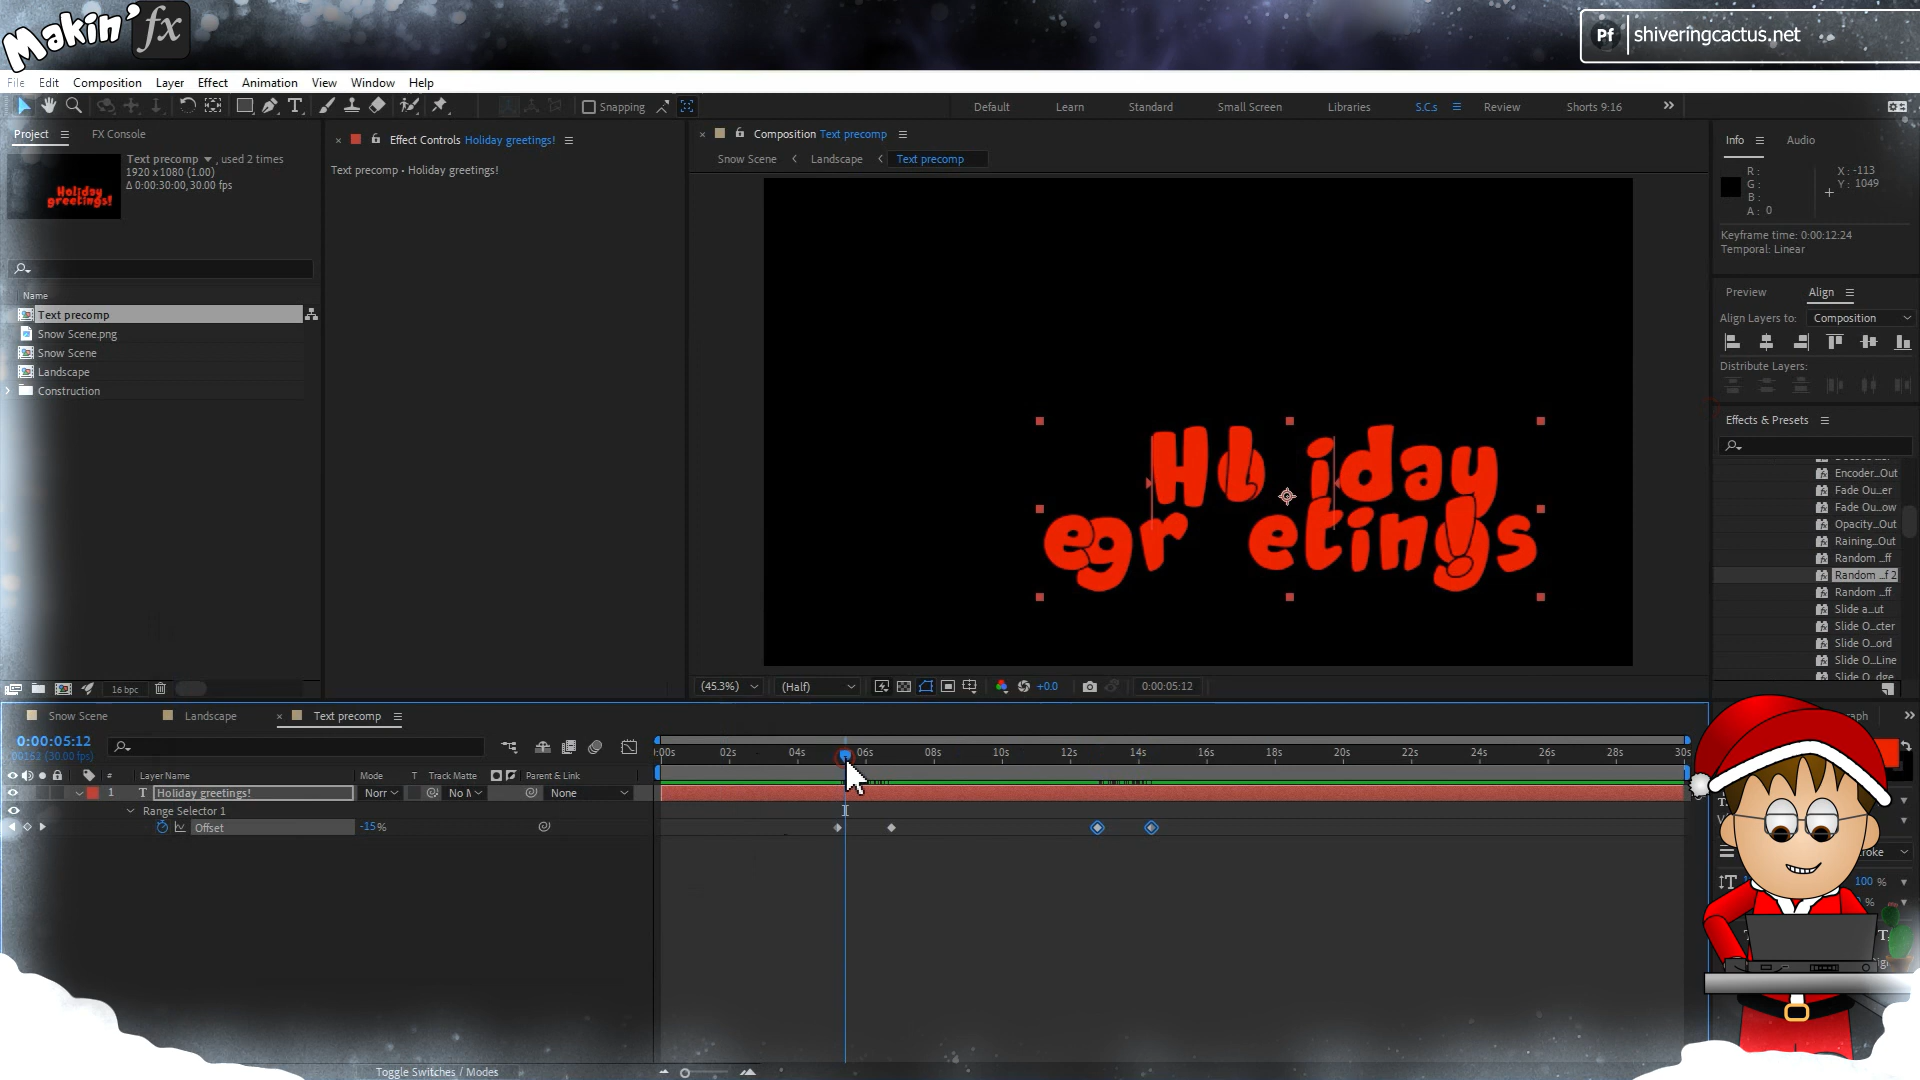 Makin' fx
Pf shiveringcactus.net
File Edit Composition Layer Effect Animation View Window Help
Snapping
Default Learn Standard Small Screen Libraries S.C.s Review Shorts 9:16
Project FX Console
Effect Controls Holiday greetings!
Composition Text precomp
Info Audio
Text precomp , used 2 times
1920 x 1080 (1.00)
Δ 0:00:30:00, 30.00 fps
Holiday
greetings!
Text precomp • Holiday greetings!
Snow Scene Landscape Text precomp
R :
G :
B :
A : 0
X : -113
Y : 1049
Keyframe time: 0:00:12:24
Temporal: Linear
Name
Text precomp
Snow Scene.png
Snow Scene
Landscape
Construction
Preview Align
Align Layers to: Composition
Distribute Layers:
Effects & Presets
Encoder...Out
Fade Ou...er
Fade Ou...ow
Opacity...Out
Raining...Out
Random ...ff
Random ...f 2
Random ...ff
Slide a...ut
Slide O...cter
Slide O...ord
Slide O...Line
Slide O...dge
Hliday
egretings
!
16 bpc
(45.3%) (Half) +0.0 0:00:05:12
Snow Scene Landscape Text precomp
0:00:05:12
00162 (30.00 fps)
:00s 02s 04s 06s 08s 10s 12s 14s 16s 18s 20s 22s 24s 26s 28s 30s
# Layer Name Mode T Track Matte Parent & Link
1 T Holiday greetings! Norr No M None
Range Selector 1
Offset -15%
100 %
Toggle Switches / Modes